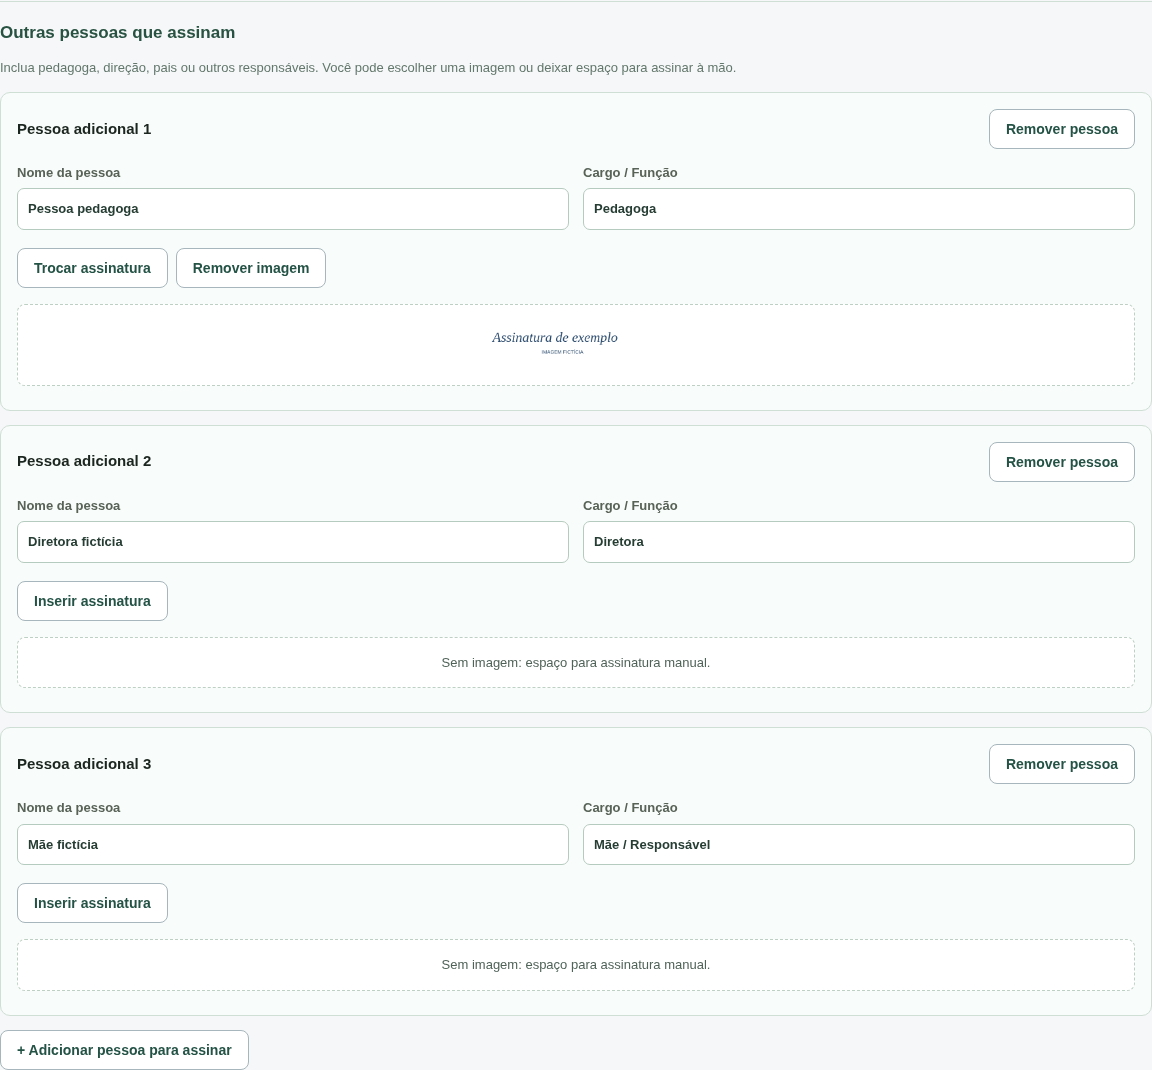 Outras pessoas que assinam
Inclua pedagoga, direção, pais ou outros responsáveis. Você pode escolher uma imagem ou deixar espaço para assinar à mão.
Pessoa adicional 1
Remover pessoa
Nome da pessoa
Cargo / Função
Pessoa pedagoga
Pedagoga
Trocar assinatura
Remover imagem
Assinatura de exemplo
IMAGEM FICTÍCIA
Pessoa adicional 2
Remover pessoa
Nome da pessoa
Cargo / Função
Diretora fictícia
Diretora
Inserir assinatura
Sem imagem: espaço para assinatura manual.
Pessoa adicional 3
Remover pessoa
Nome da pessoa
Cargo / Função
Mãe fictícia
Mãe / Responsável
Inserir assinatura
Sem imagem: espaço para assinatura manual.
+ Adicionar pessoa para assinar